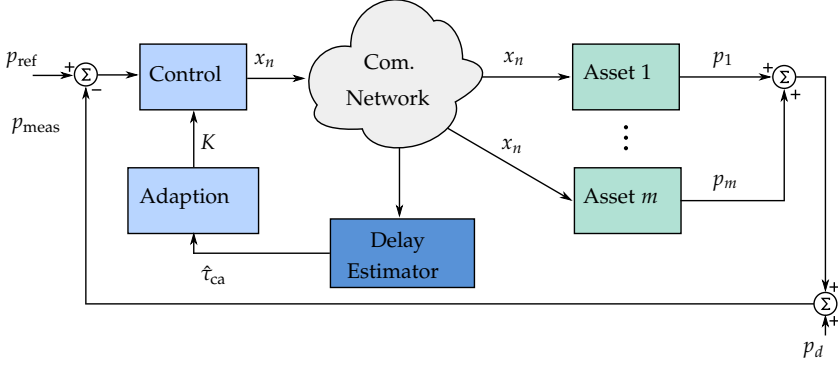 p_ref
+
Σ
−
p_meas
Control
x_n
Com.
Network
x_n
Asset 1
p_1
+
Σ
+
K
x_n
Adaption
Asset m
p_m
Delay
Estimator
τ̂_ca
+
Σ
+
p_d